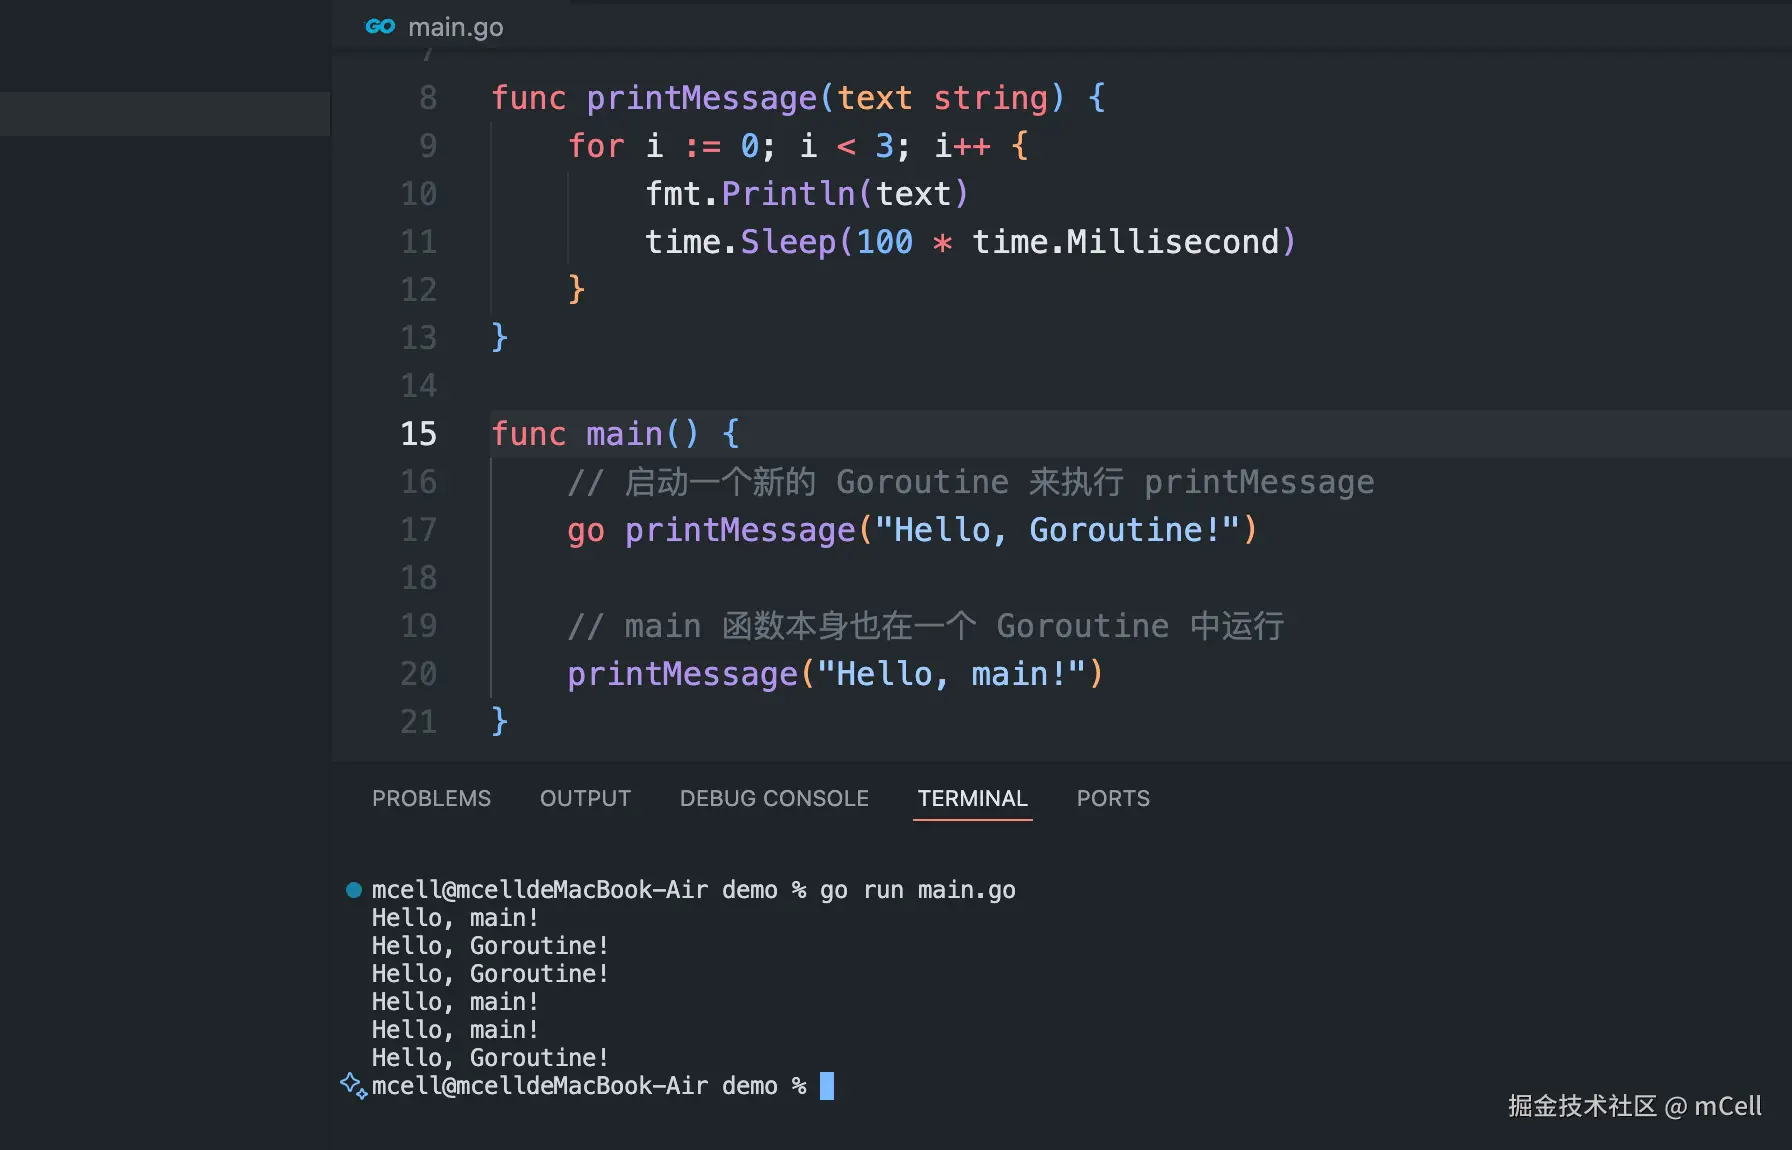 GO main.go
7
8 func printMessage(text string) {
9 for i := 0; i < 3; i++ {
10 fmt.Println(text)
11 time.Sleep(100 * time.Millisecond)
12 }
13 }
14
15 func main() {
16 // 启动一个新的 Goroutine 来执行 printMessage
17 go printMessage("Hello, Goroutine!")
18
19 // main 函数本身也在一个 Goroutine 中运行
20 printMessage("Hello, main!")
21 }
PROBLEMS OUTPUT DEBUG CONSOLE TERMINAL PORTS
mcell@mcelldeMacBook-Air demo % go run main.go
Hello, main!
Hello, Goroutine!
Hello, Goroutine!
Hello, main!
Hello, main!
Hello, Goroutine!
mcell@mcelldeMacBook-Air demo %
掘金技术社区 @ mCell